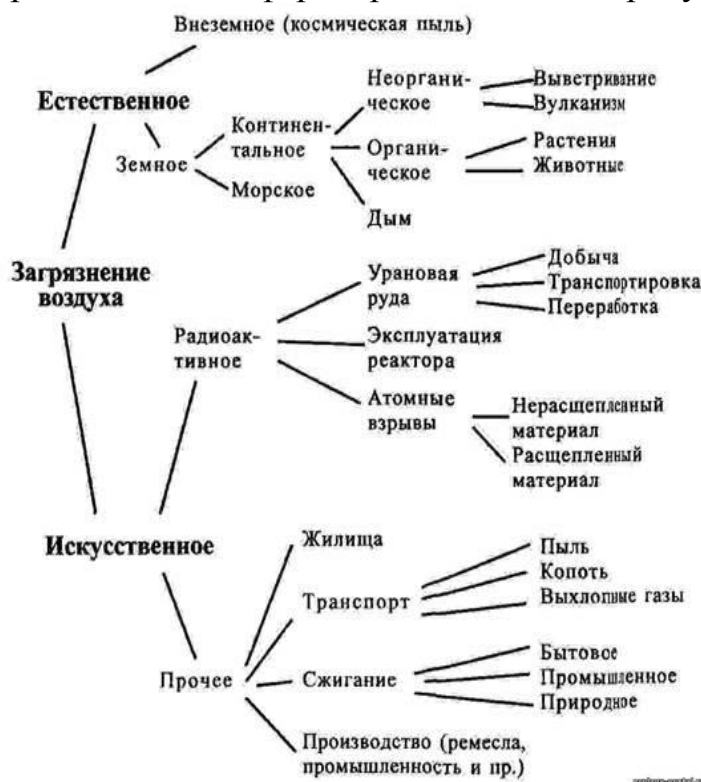 Внеземное (космическая пыль)
Естественное
Земное
Континен-
тальное
Морское
Неоргани-
ческое
Выветривание
Вулканизм
Органи-
ческое
Растения
Животные
Дым
Загрязнение
воздуха
Радиоак-
тивное
Урановая
руда
Добыча
Транспортировка
Переработка
Эксплуатация
реактора
Атомные
взрывы
Нерасщепленный
материал
Расщепленный
материал
Искусственное
Прочее
Жилища
Транспорт
Пыль
Копоть
Выхлопные газы
Сжигание
Бытовое
Промышленное
Природное
Производство (ремесла,
промышленность и пр.)